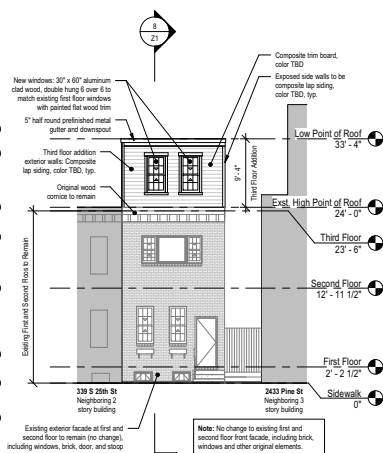 8
Z1
New windows: 30" x 60" aluminum
clad wood, double hung 6 over 6 to
match existing first floor windows
with painted flat wood trim
5" half round prefinished metal
gutter and downspout
Third floor addition
exterior walls: Composite
lap siding, color TBD, typ.
Original wood
cornice to remain
Composite trim board,
color TBD
Exposed side walls to be
composite lap siding,
color TBD, typ.
Low Point of Roof
33' - 4"
9' - 4"
Third Floor Addition
Exst. High Point of Roof
24' - 0"
Third Floor
23' - 6"
Existing First and Second Floors to Remain
Second Floor
12' - 11 1/2"
First Floor
2' - 2 1/2"
Sidewalk
0"
339 S 25th St
Neighboring 2
story building
2433 Pine St
Neighboring 3
story building
Existing exterior facade at first and
second floor to remain (no change),
including windows, brick, door, and stoop
Note: No change to existing first and
second floor front facade, including brick,
windows and other original elements.